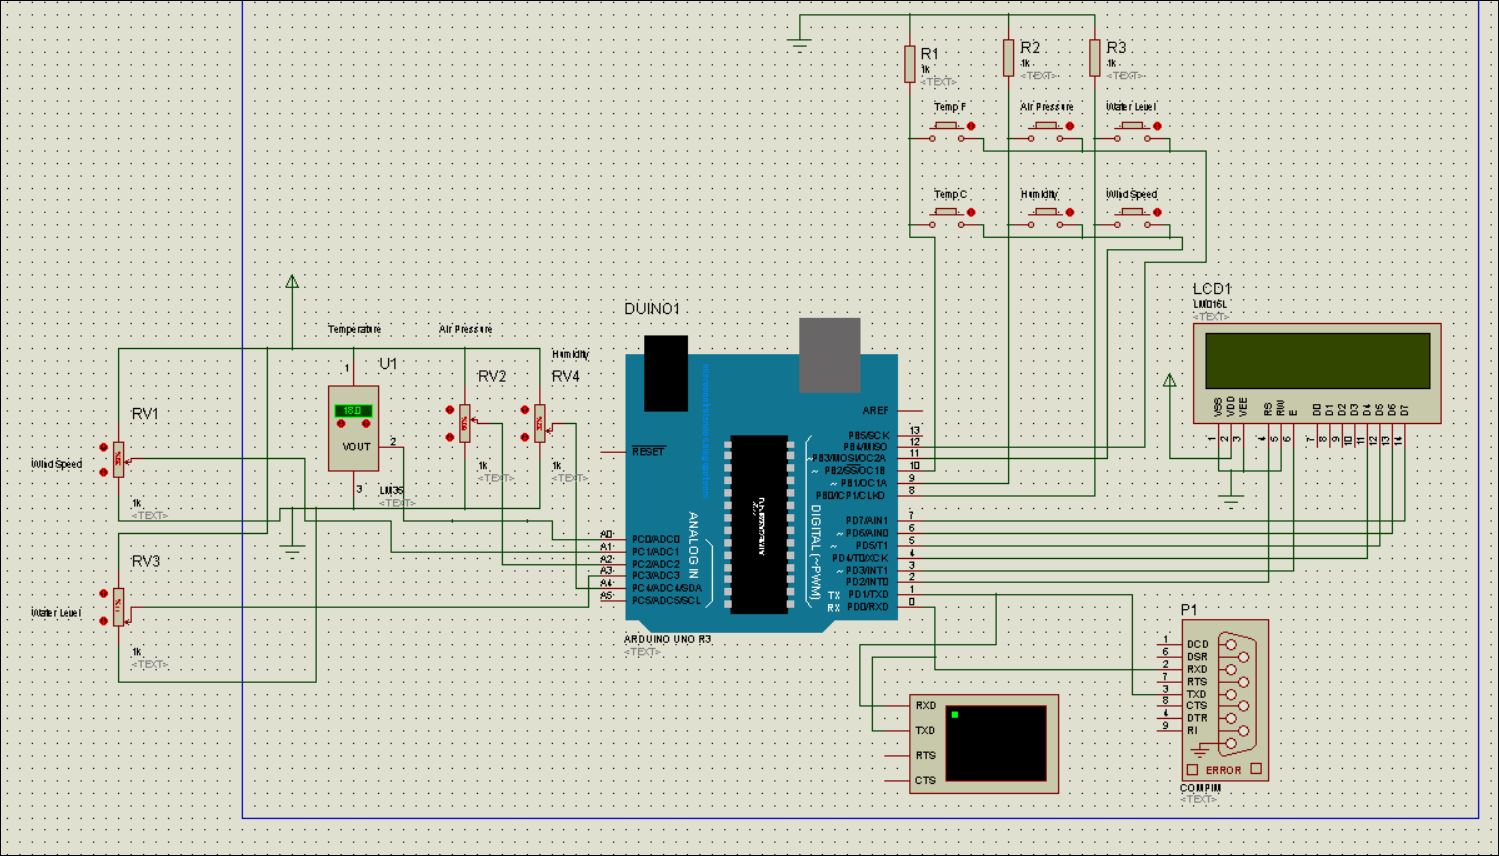 R1
1k
<TEXT>
R2
1k
<TEXT>
R3
1k
<TEXT>
Temp F
Air Pressure
Water Level
Temp C
Humidity
Wind Speed
DUINO1
LCD1
LM016L
<TEXT>
Temperature
Air Pressure
Humidity
U1
1
18.0
VOUT
2
3
LM35
<TEXT>
RV2
1k
<TEXT>
RV4
1k
<TEXT>
RV1
Wind Speed
1k
<TEXT>
RV3
Water Level
1k
<TEXT>
RESET
AREF
PB5/SCK 13
PB4/MISO 12
~PB3/MOSI/OC2A 11
~ PB2/SS/OC1B 10
~ PB1/OC1A 9
PB0/ICP1/CLKO 8
PD7/AIN1 7
~ PD6/AIN0 6
~ PD5/T1 5
PD4/T0/XCK 4
~ PD3/INT1 3
PD2/INT0 2
TX PD1/TXD 1
RX PD0/RXD 0
DIGITAL (~PWM)
ANALOG IN
A0 PC0/ADC0
A1 PC1/ADC1
A2 PC2/ADC2
A3 PC3/ADC3
A4 PC4/ADC4/SDA
A5 PC5/ADC5/SCL
ARDUINO UNO R3
<TEXT>
VSS VDD VEE RS RW E D0 D1 D2 D3 D4 D5 D6 D7
1 2 3 4 5 6 7 8 9 10 11 12 13 14
RXD
TXD
RTS
CTS
P1
1 DCD
6 DSR
2 RXD
7 RTS
3 TXD
8 CTS
4 DTR
9 RI
ERROR
COMPIM
<TEXT>